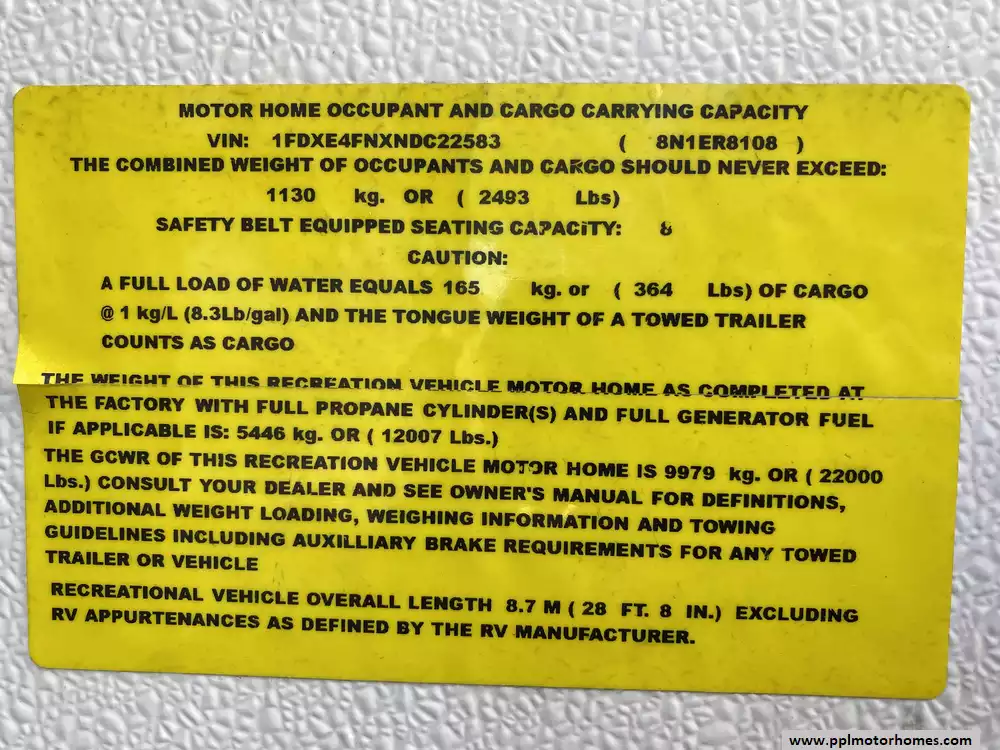 MOTOR HOME OCCUPANT AND CARGO CARRYING CAPACITY
VIN: 1FDXE4FNXNDC22583 ( 8N1ER8108 )
THE COMBINED WEIGHT OF OCCUPANTS AND CARGO SHOULD NEVER EXCEED:
1130 kg. OR ( 2493 Lbs)
SAFETY BELT EQUIPPED SEATING CAPACITY: 8
CAUTION:
A FULL LOAD OF WATER EQUALS 165 kg. or ( 364 Lbs) OF CARGO
@ 1 kg/L (8.3Lb/gal) AND THE TONGUE WEIGHT OF A TOWED TRAILER
COUNTS AS CARGO
THE WEIGHT OF THIS RECREATION VEHICLE MOTOR HOME AS COMPLETED AT
THE FACTORY WITH FULL PROPANE CYLINDER(S) AND FULL GENERATOR FUEL
IF APPLICABLE IS: 5446 kg. OR ( 12007 Lbs.)
THE GCWR OF THIS RECREATION VEHICLE MOTOR HOME IS 9979 kg. OR ( 22000
Lbs.) CONSULT YOUR DEALER AND SEE OWNER'S MANUAL FOR DEFINITIONS,
ADDITIONAL WEIGHT LOADING, WEIGHING INFORMATION AND TOWING
GUIDELINES INCLUDING AUXILLIARY BRAKE REQUIREMENTS FOR ANY TOWED
TRAILER OR VEHICLE
RECREATIONAL VEHICLE OVERALL LENGTH 8.7 M ( 28 FT. 8 IN.) EXCLUDING
RV APPURTENANCES AS DEFINED BY THE RV MANUFACTURER.
www.pplmotorhomes.com